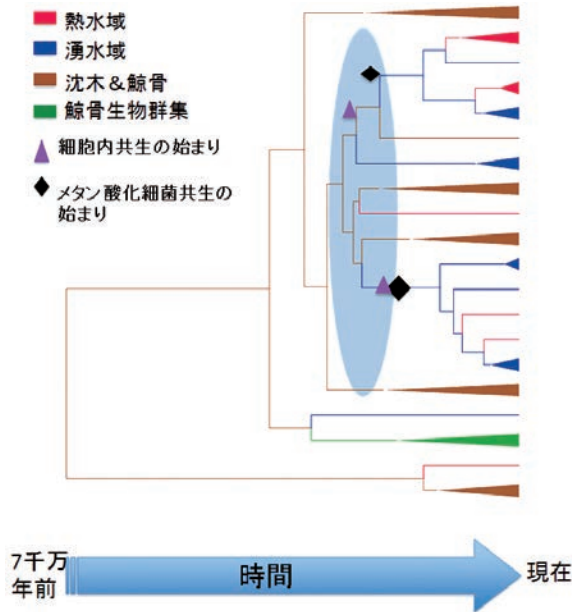 熱水域
湧水域
沈木＆鯨骨
鯨骨生物群集
細胞内共生の始まり
メタン酸化細菌共生の
始まり
7千万
年前
時間
現在